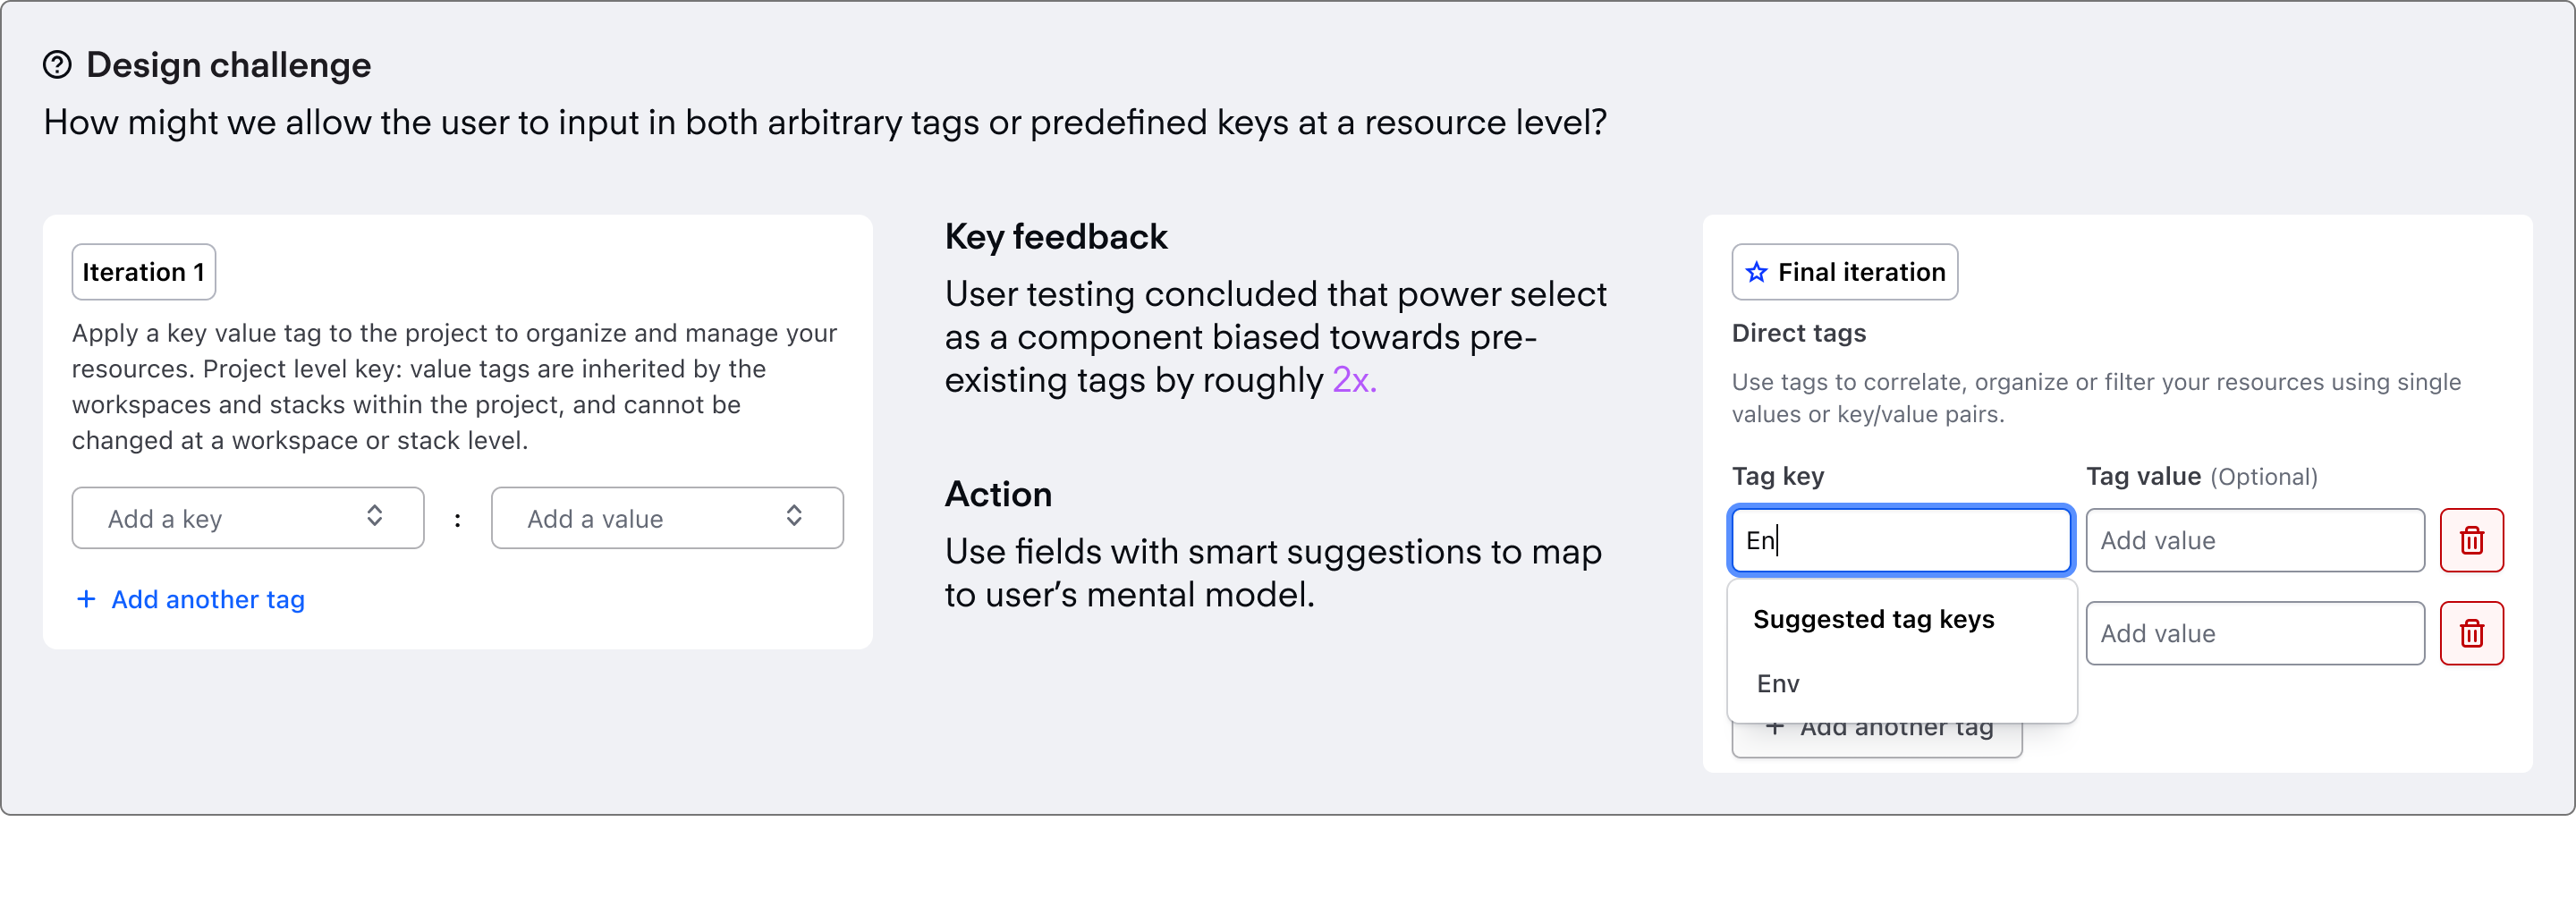 Design challenge
How might we allow the user to input in both arbitrary tags or predefined keys at a resource level?
Iteration 1
Apply a key value tag to the project to organize and manage your
resources. Project level key: value tags are inherited by the
workspaces and stacks within the project, and cannot be
changed at a workspace or stack level.
Add a key : Add a value
+ Add another tag
Key feedback
User testing concluded that power select
as a component biased towards pre-
existing tags by roughly 2x.
Action
Use fields with smart suggestions to map
to user’s mental model.
Final iteration
Direct tags
Use tags to correlate, organize or filter your resources using single
values or key/value pairs.
Tag key Tag value (Optional)
En Add value
Suggested tag keys Add value
Env
+ Add another tag